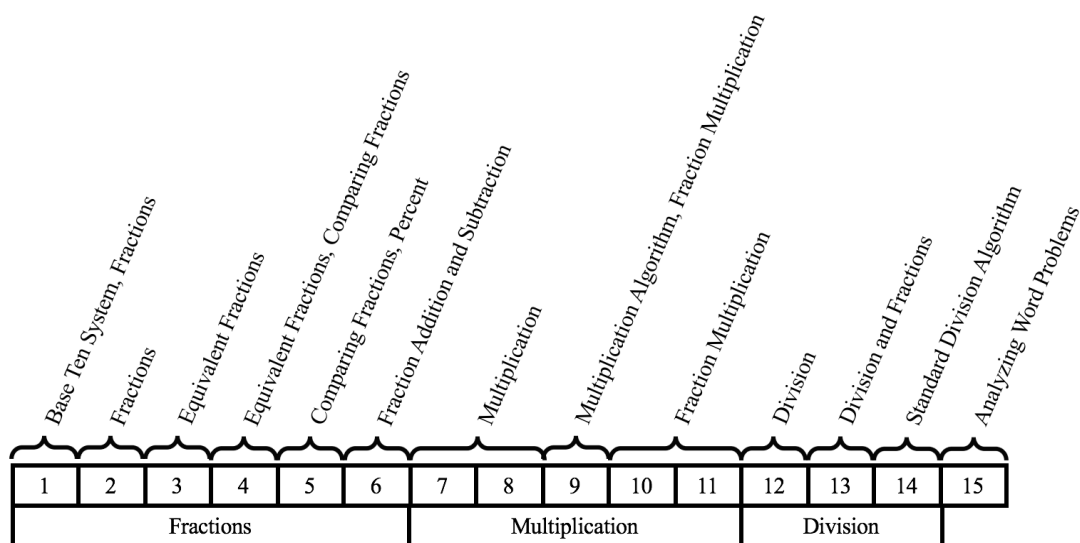 Base Ten System, Fractions
Fractions
Equivalent Fractions
Equivalent Fractions, Comparing Fractions
Comparing Fractions, Percent
Fraction Addition and Subtraction
Multiplication
Multiplication Algorithm, Fraction Multiplication
Fraction Multiplication
Division
Division and Fractions
Standard Division Algorithm
Analyzing Word Problems
1 2 3 4 5 6 7 8 9 10 11 12 13 14 15
Fractions Multiplication Division